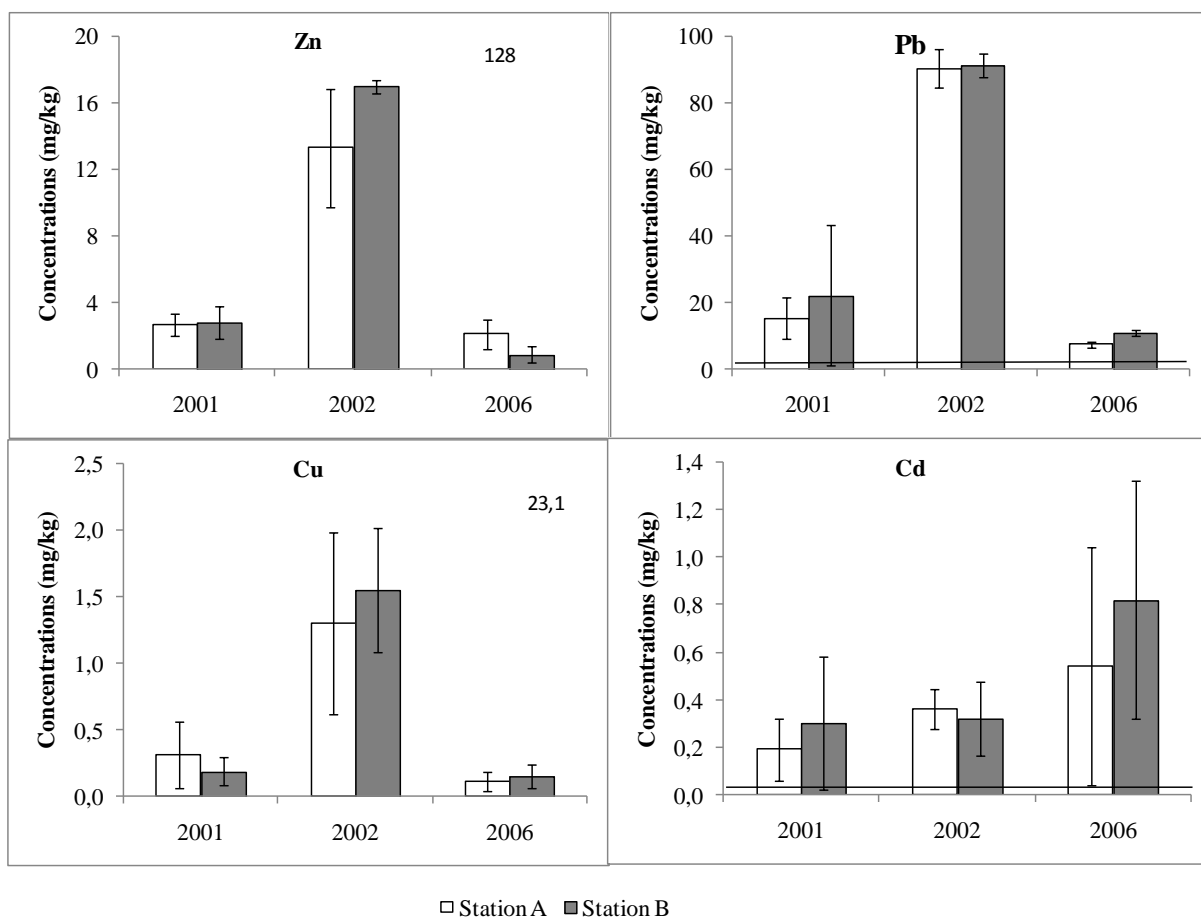 Zn
128
Concentrations (mg/kg)
20
16
12
8
4
0
2001 2002 2006
Pb
Concentrations (mg/kg)
100
80
60
40
20
0
2001 2002 2006
Cu
23,1
Concentrations (mg/kg)
2,5
2,0
1,5
1,0
0,5
0,0
2001 2002 2006
Cd
Concentrations (mg/kg)
1,4
1,2
1,0
0,8
0,6
0,4
0,2
0,0
2001 2002 2006
Station A Station B